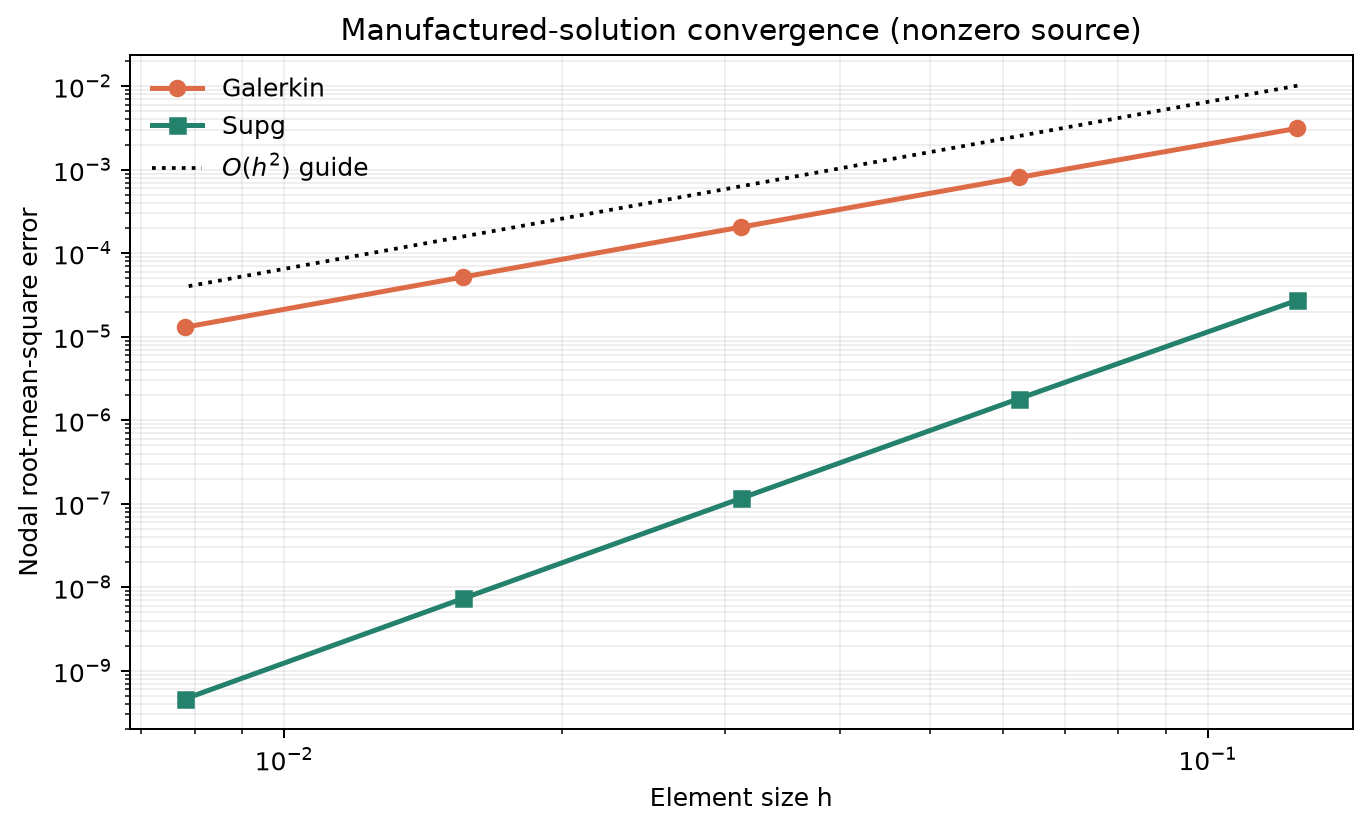 Manufactured-solution convergence (nonzero source)
Galerkin
Supg
O(h²) guide
Nodal root-mean-square error
10⁻²
10⁻³
10⁻⁴
10⁻⁵
10⁻⁶
10⁻⁷
10⁻⁸
10⁻⁹
10⁻² 10⁻¹
Element size h